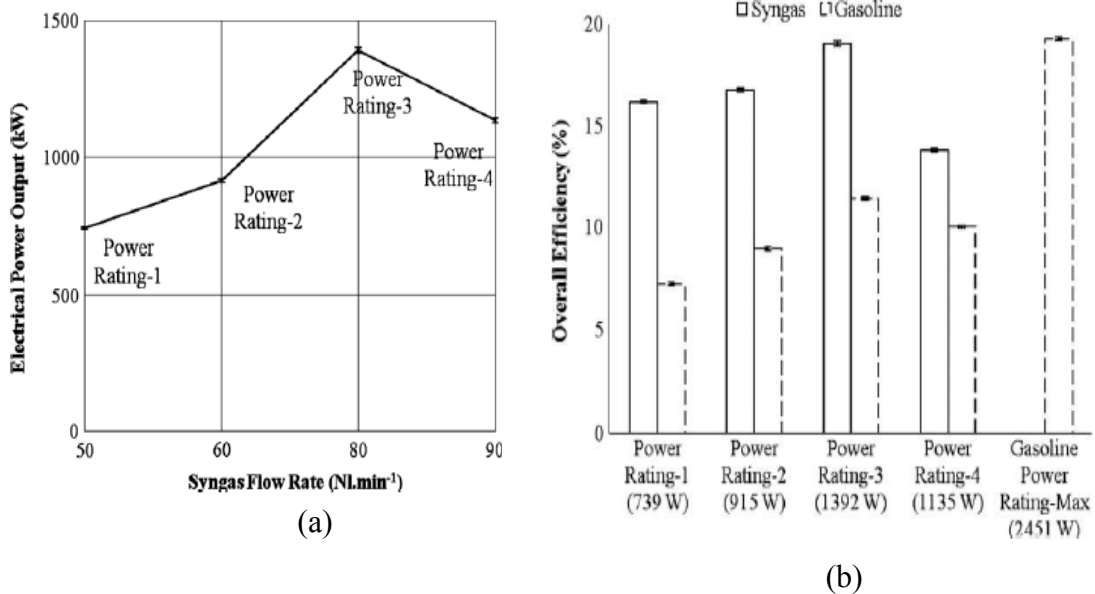 1500
1000
500
0
50
60
80
90
Electrical Power Output (kW)
Syngas Flow Rate (Nl.min⁻¹)
Power
Rating-1
Power
Rating-2
Power
Rating-3
Power
Rating-4
(a)
Syngas
Gasoline
20
15
10
5
0
Overall Efficiency (%)
Power
Rating-1
(739 W)
Power
Rating-2
(915 W)
Power
Rating-3
(1392 W)
Power
Rating-4
(1135 W)
Gasoline
Power
Rating-Max
(2451 W)
(b)